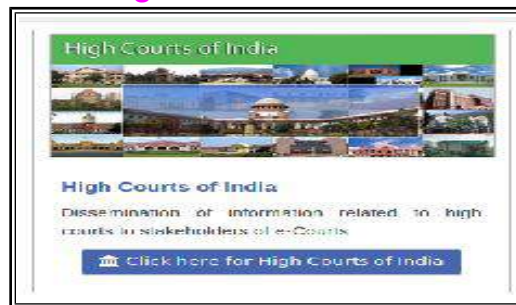 High Courts of India
High Courts of India
Dissemination of information related to high
courts to stakeholders of e-Courts
Click here for High Courts of India